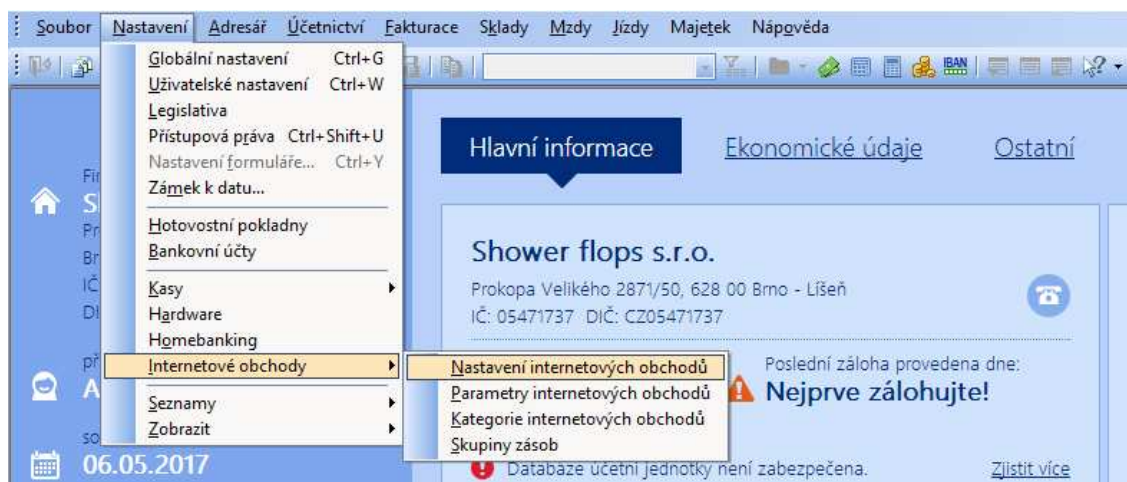 Soubor Nastavení Adresář Účetnictví Fakturace Sklady Mzdy Jízdy Majetek Nápověda
IBAN
Globální nastavení Ctrl+G
Uživatelské nastavení Ctrl+W
Legislativa
Přístupová práva Ctrl+Shift+U
Nastavení formuláře... Ctrl+Y
Zámek k datu...
Hotovostní pokladny
Bankovní účty
Kasy
Hardware
Homebanking
Internetové obchody
Seznamy
Zobrazit
Nastavení internetových obchodů
Parametry internetových obchodů
Kategorie internetových obchodů
Skupiny zásob
06.05.2017
Hlavní informace Ekonomické údaje Ostatní
Shower flops s.r.o.
Prokopa Velikého 2871/50, 628 00 Brno - Líšeň
IČ: 05471737 DIČ: CZ05471737
Poslední záloha provedena dne:
Nejprve zálohujte!
Databáze účetní jednotky není zabezpečena. Zjistit více